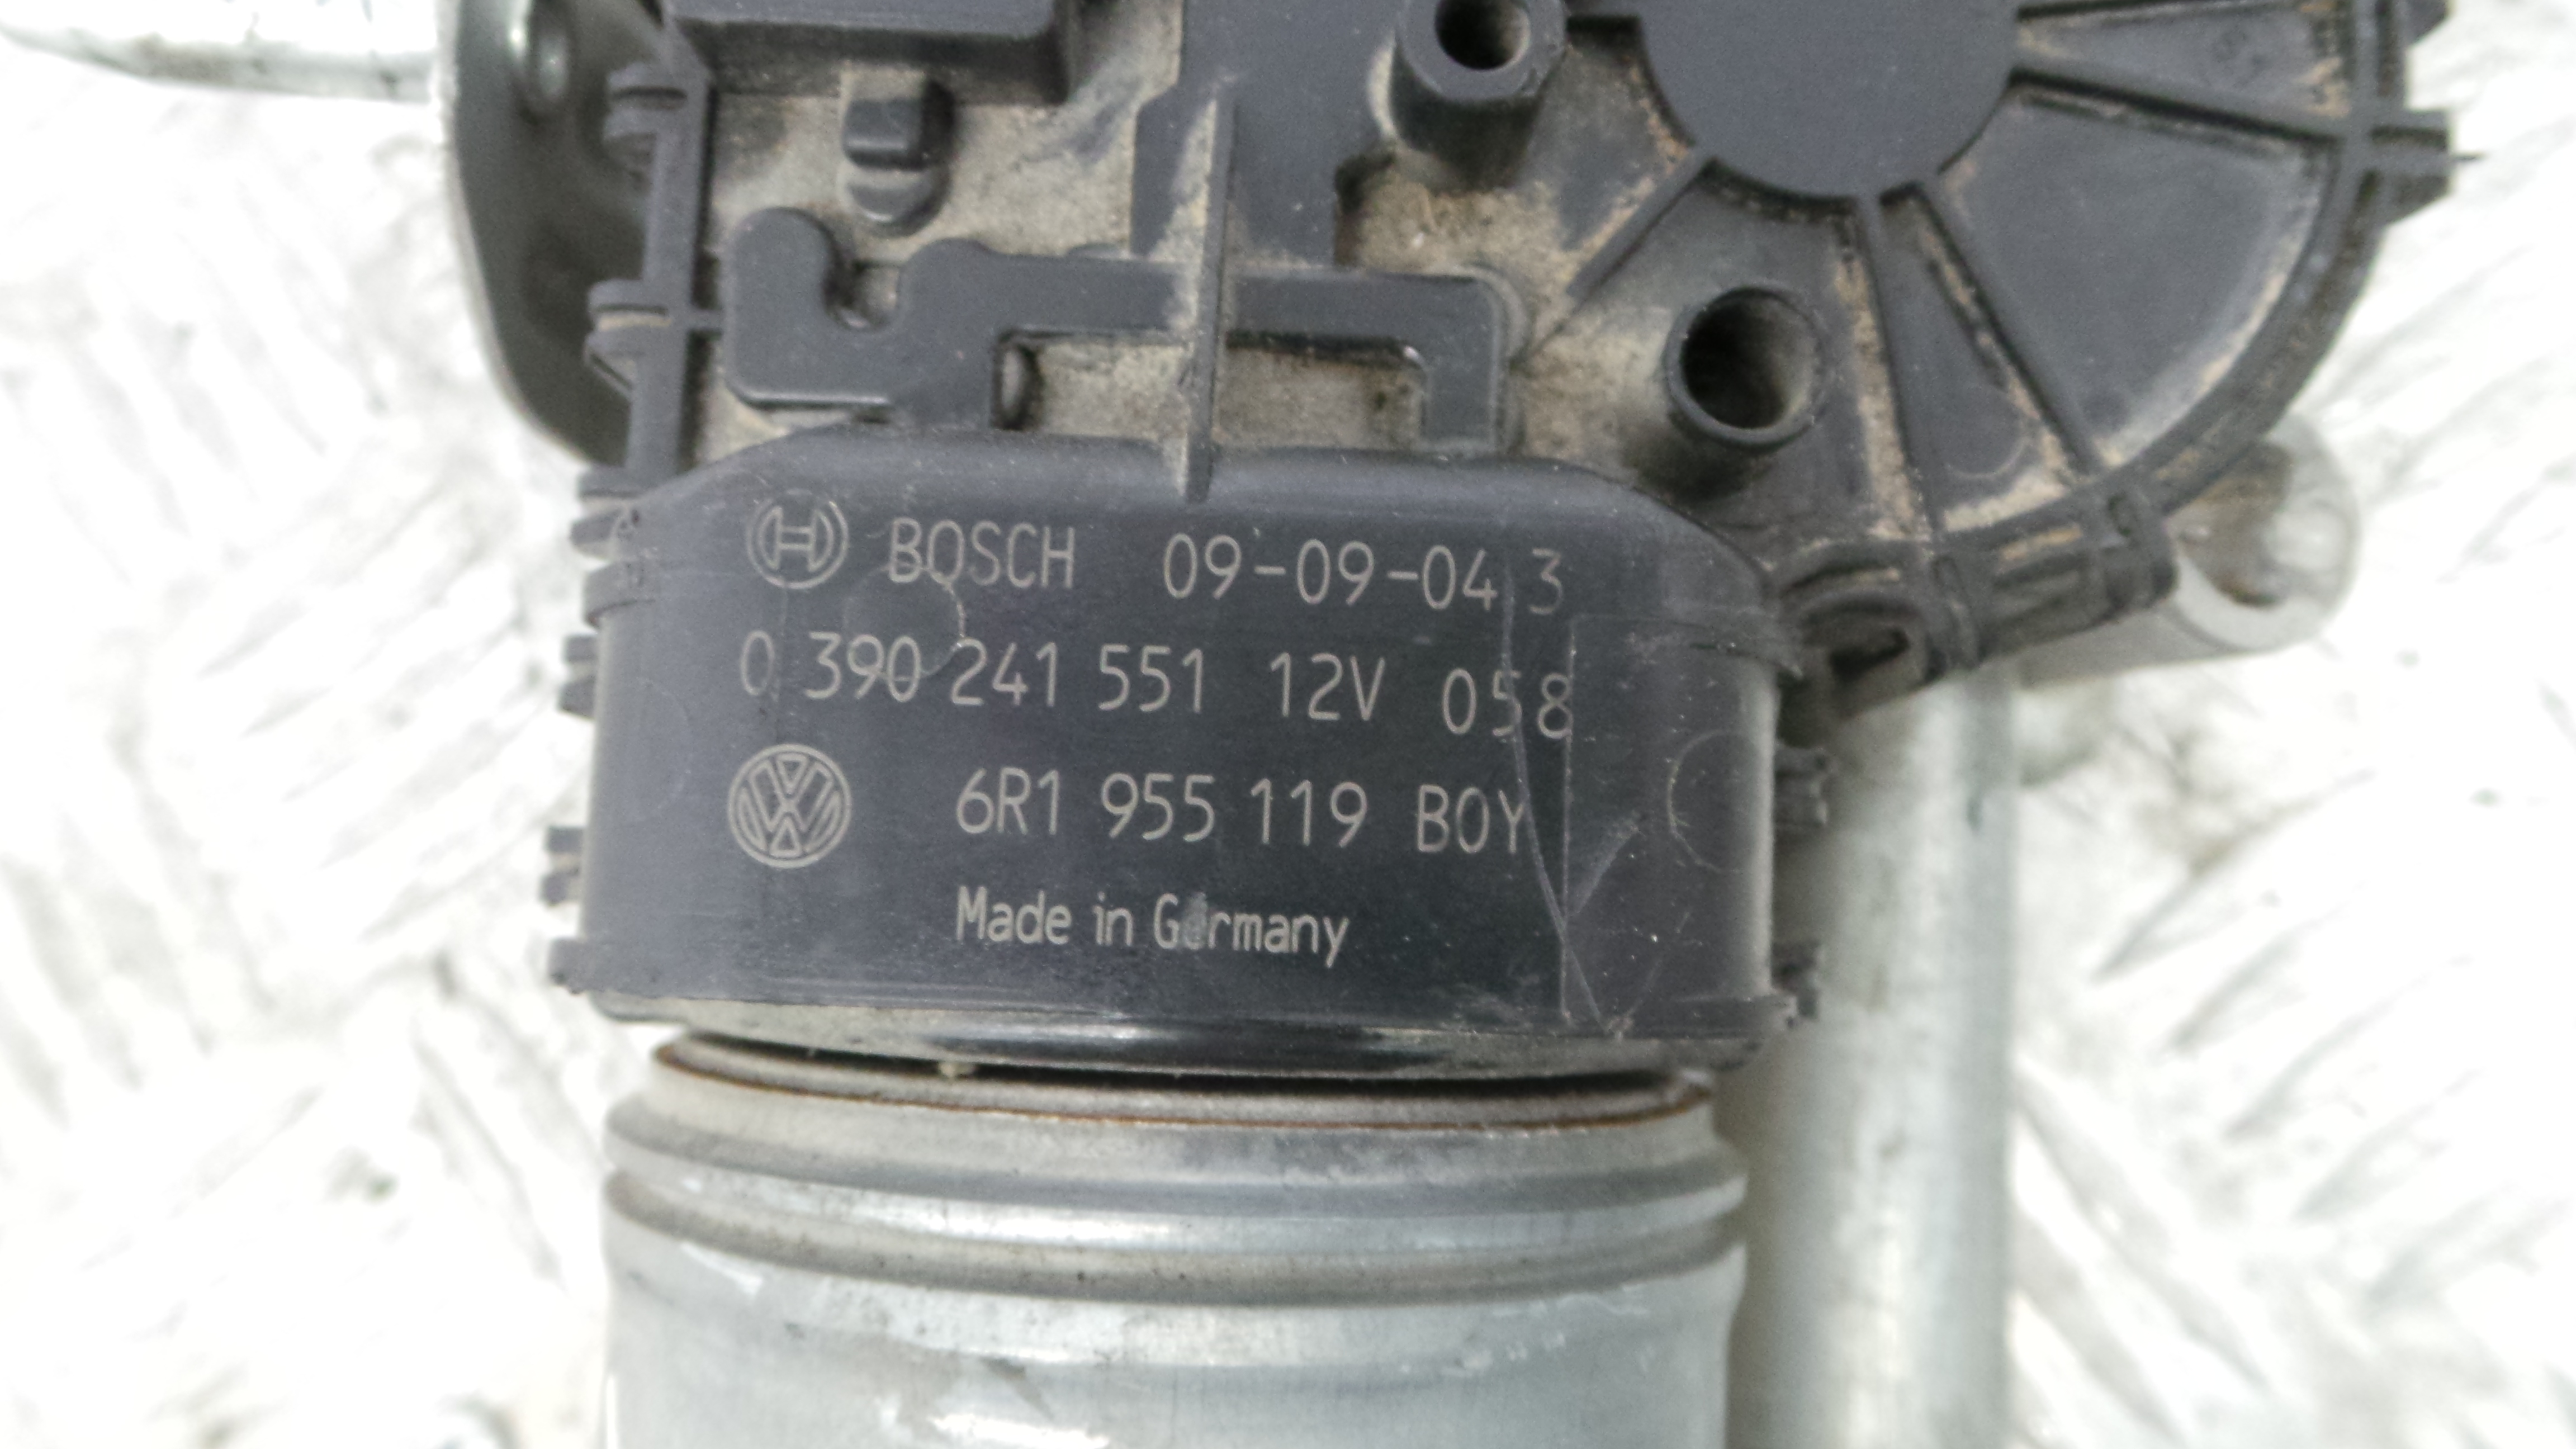 BOSCH 09-09-04 3
0 390 241 551 12V 058
6R1 955 119 B0Y
Made in Germany